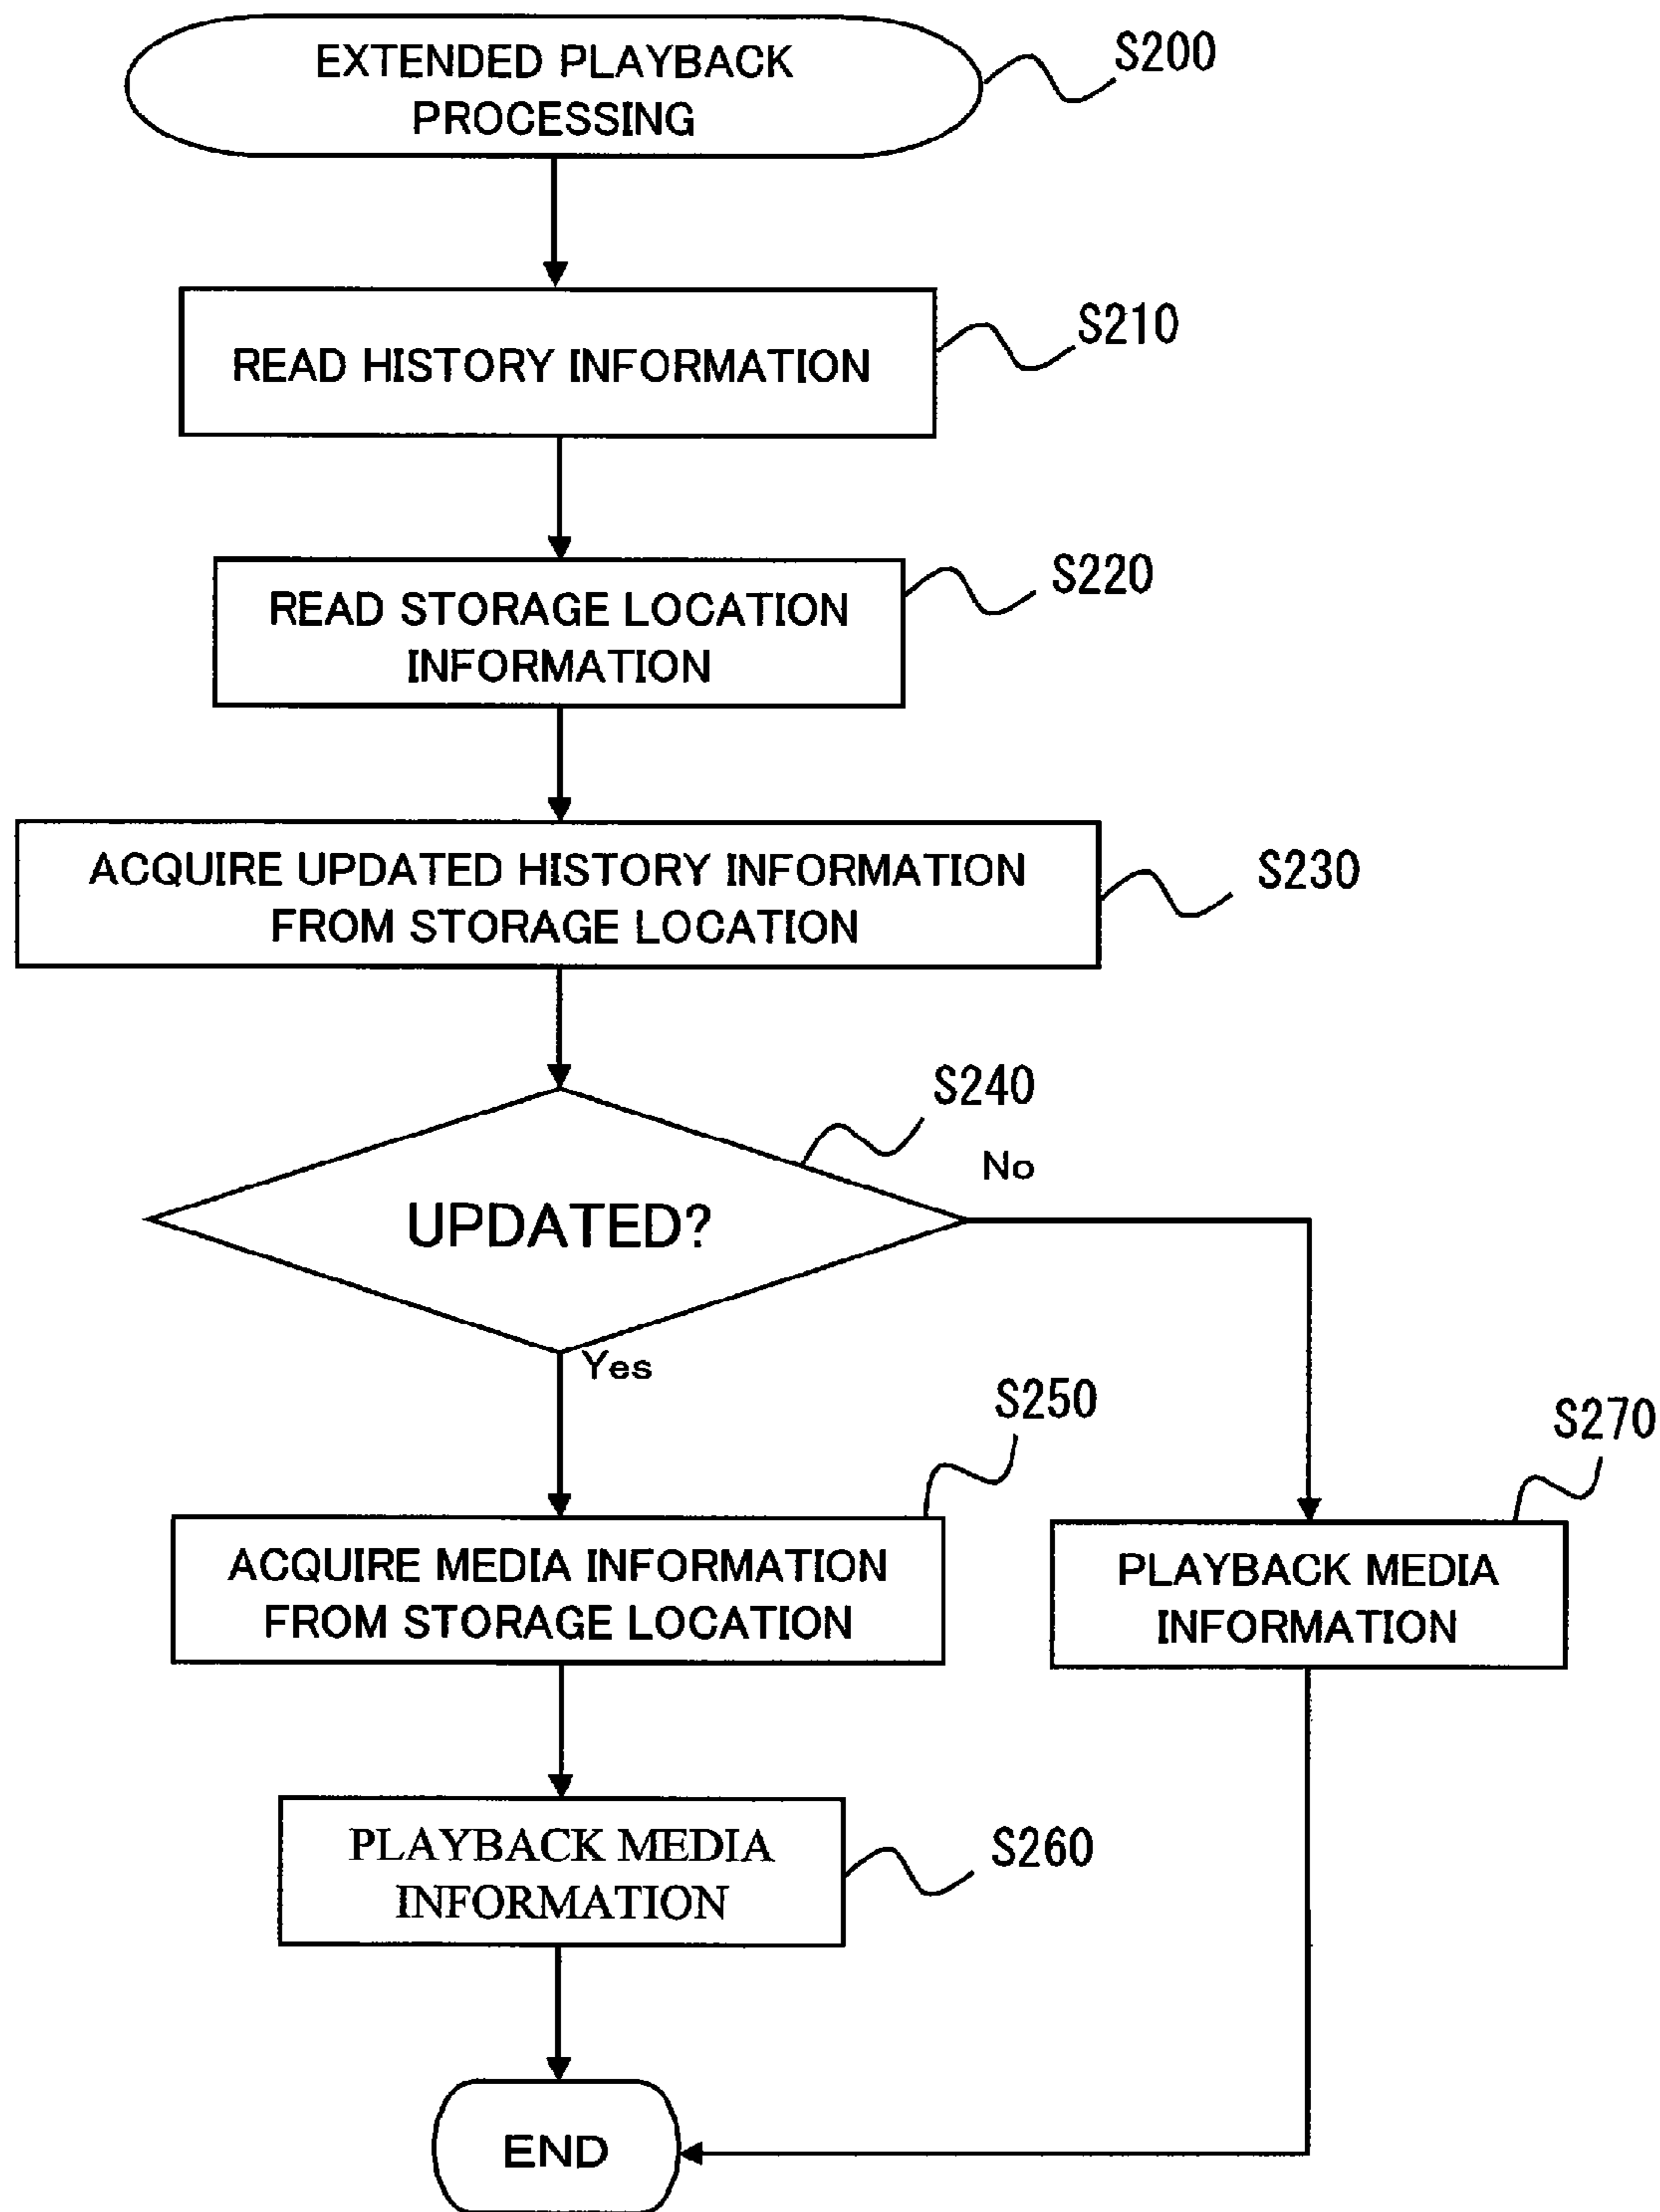 EXTENDED PLAYBACK
PROCESSING
S200
READ HISTORY INFORMATION
S210
READ STORAGE LOCATION
INFORMATION
S220
ACQUIRE UPDATED HISTORY INFORMATION
FROM STORAGE LOCATION
S230
UPDATED?
S240
No
Yes
ACQUIRE MEDIA INFORMATION
FROM STORAGE LOCATION
S250
PLAYBACK MEDIA
INFORMATION
S270
PLAYBACK MEDIA
INFORMATION
S260
END